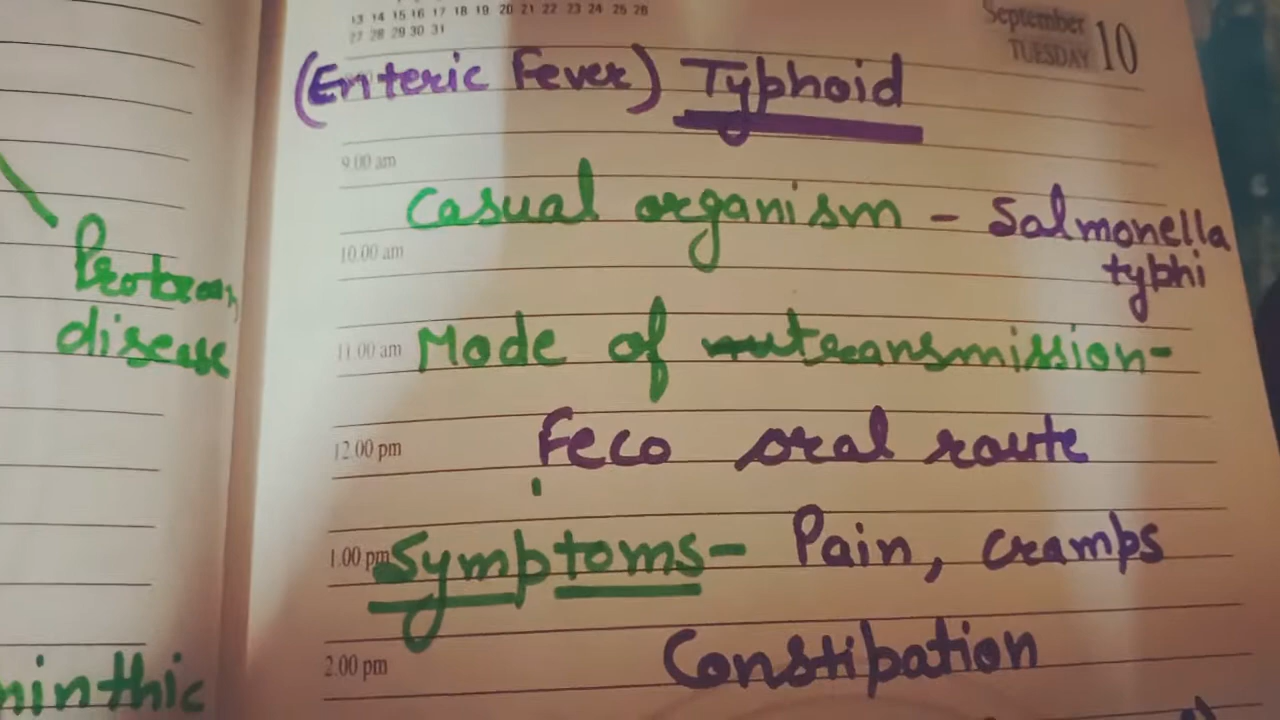 13 14 15 16 17 18 19 20 21 22 23 24 25 26
27 28 29 30 31
September
TUESDAY 10
(Enteric Fever) Typhoid
9.00 am
Casual organism - Salmonella
typhi
10.00 am
11.00 am
Mode of transmission-
12.00 pm
Feco oral route
1.00 pm
Symptoms- Pain, cramps
2.00 pm
Constipation
disease
inthic